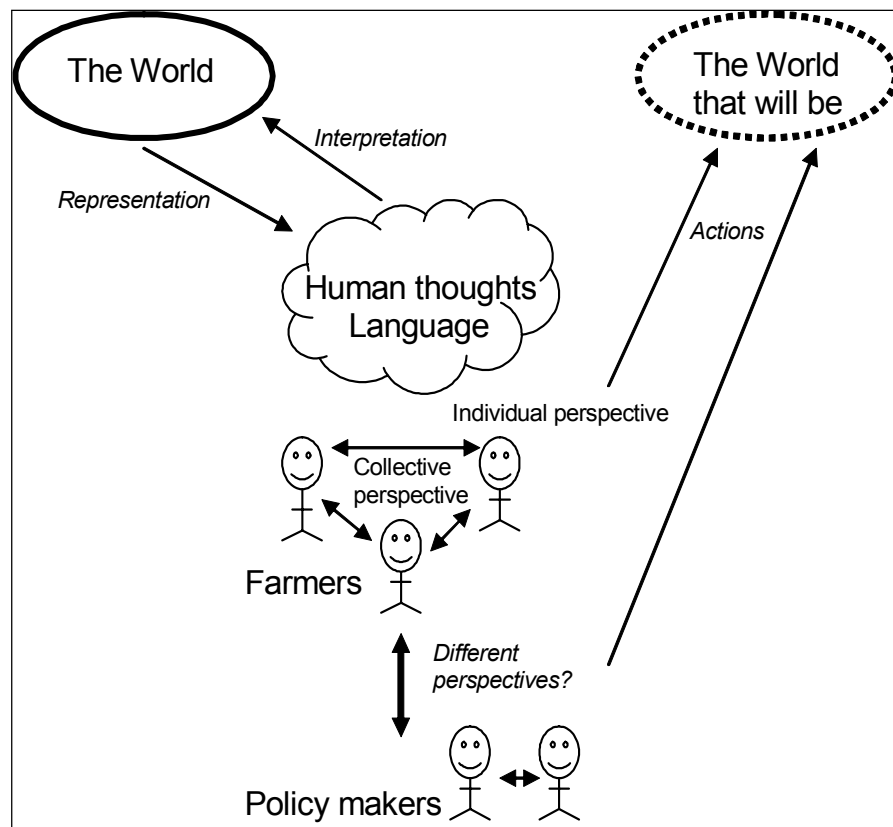 The World
The World
that will be
Interpretation
Representation
Actions
Human thoughts
Language
Individual perspective
Collective
perspective
Farmers
Different
perspectives?
Policy makers